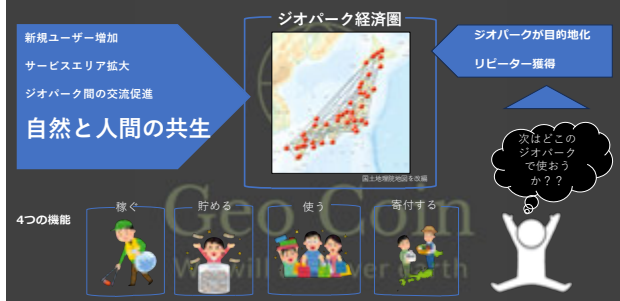 ジオパーク経済圏
新規ユーザー増加
サービスエリア拡大
ジオパーク間の交流促進
自然と人間の共生
ジオパークが目的地化
リピーター獲得
国土地理院地図を改編
次はどこの
ジオパーク
で使おう
か？？
4つの機能
稼ぐ
貯める
使う
寄付する
Geo Coin
We will